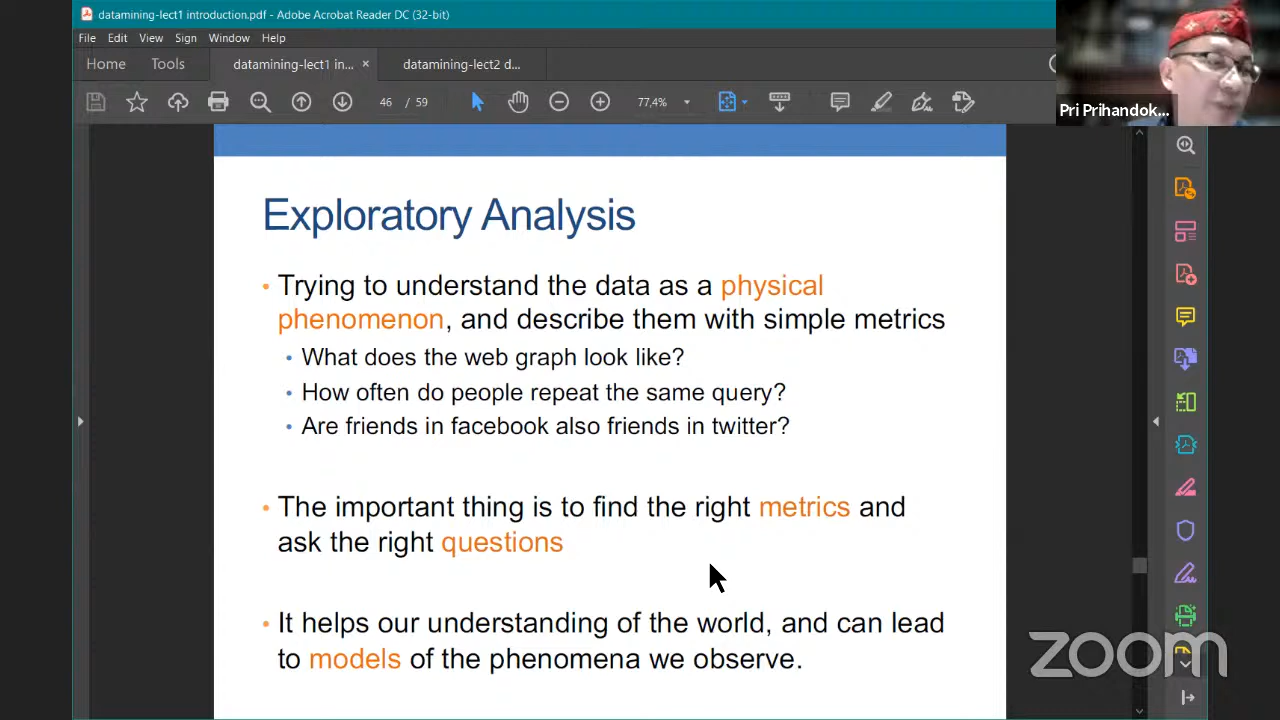 datamining-lect1 introduction.pdf - Adobe Acrobat Reader DC (32-bit)
File Edit View Sign Window Help
Home Tools datamining-lect1 in... × datamining-lect2 d...
46 / 59 77,4%
Pri Prihandok...
Exploratory Analysis
• Trying to understand the data as a physical
phenomenon, and describe them with simple metrics
• What does the web graph look like?
• How often do people repeat the same query?
• Are friends in facebook also friends in twitter?
• The important thing is to find the right metrics and
ask the right questions
• It helps our understanding of the world, and can lead
to models of the phenomena we observe.
zoom